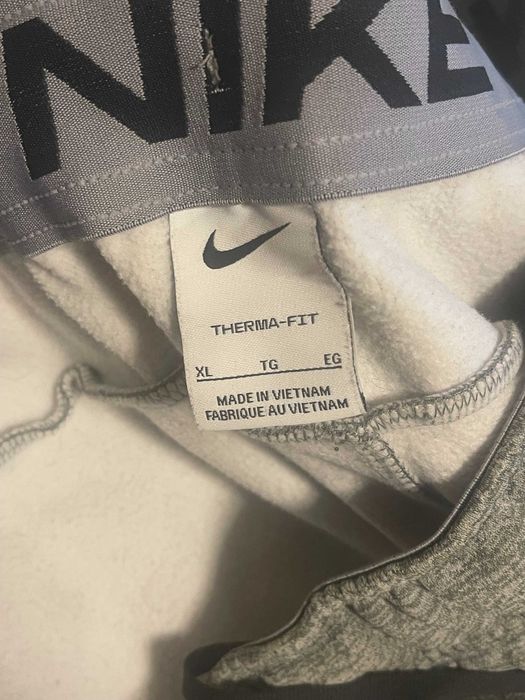 NIKE
THERMA-FIT
XL TG EG
MADE IN VIETNAM
FABRIQUE AU VIETNAM